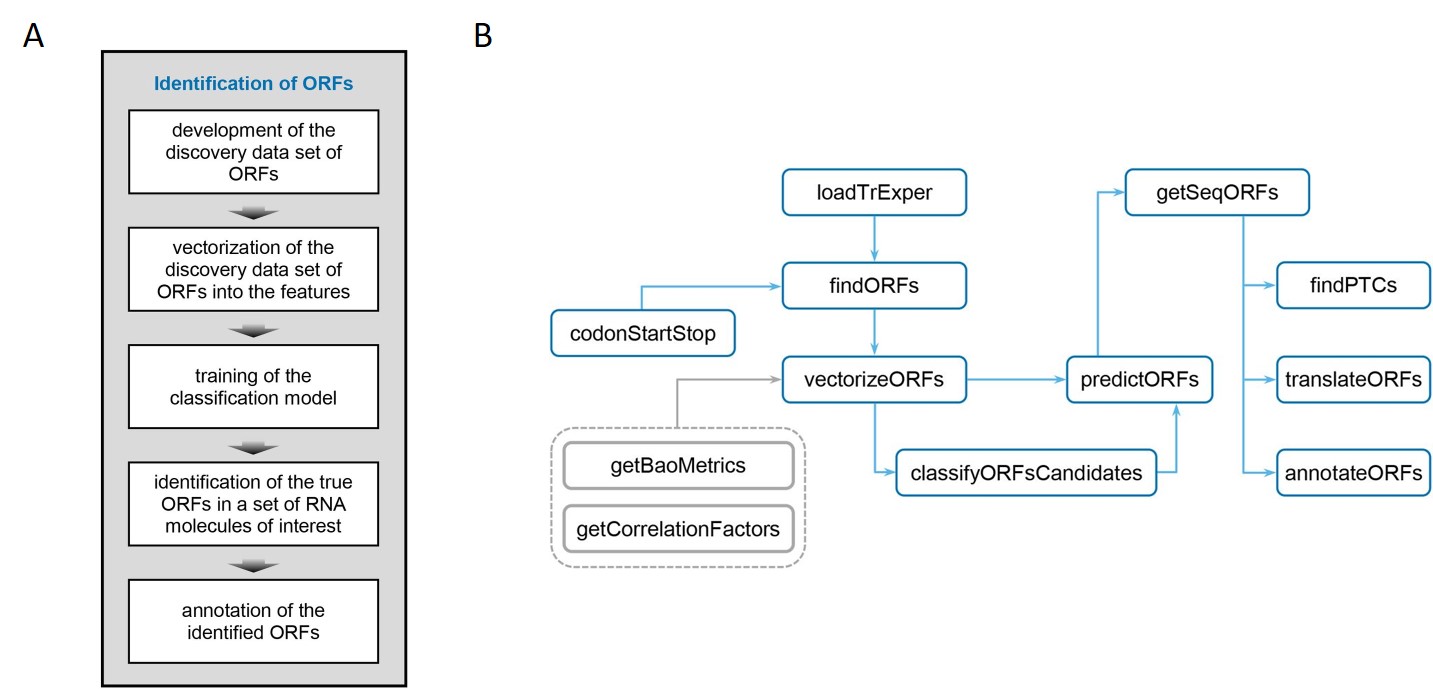 A
Identification of ORFs
development of the
discovery data set of
ORFs
vectorization of the
discovery data set of
ORFs into the features
training of the
classification model
identification of the true
ORFs in a set of RNA
molecules of interest
annotation of the
identified ORFs
B
loadTrExper
findORFs
codonStartStop
vectorizeORFs
getBaoMetrics
getCorrelationFactors
classifyORFsCandidates
predictORFs
getSeqORFs
findPTCs
translateORFs
annotateORFs